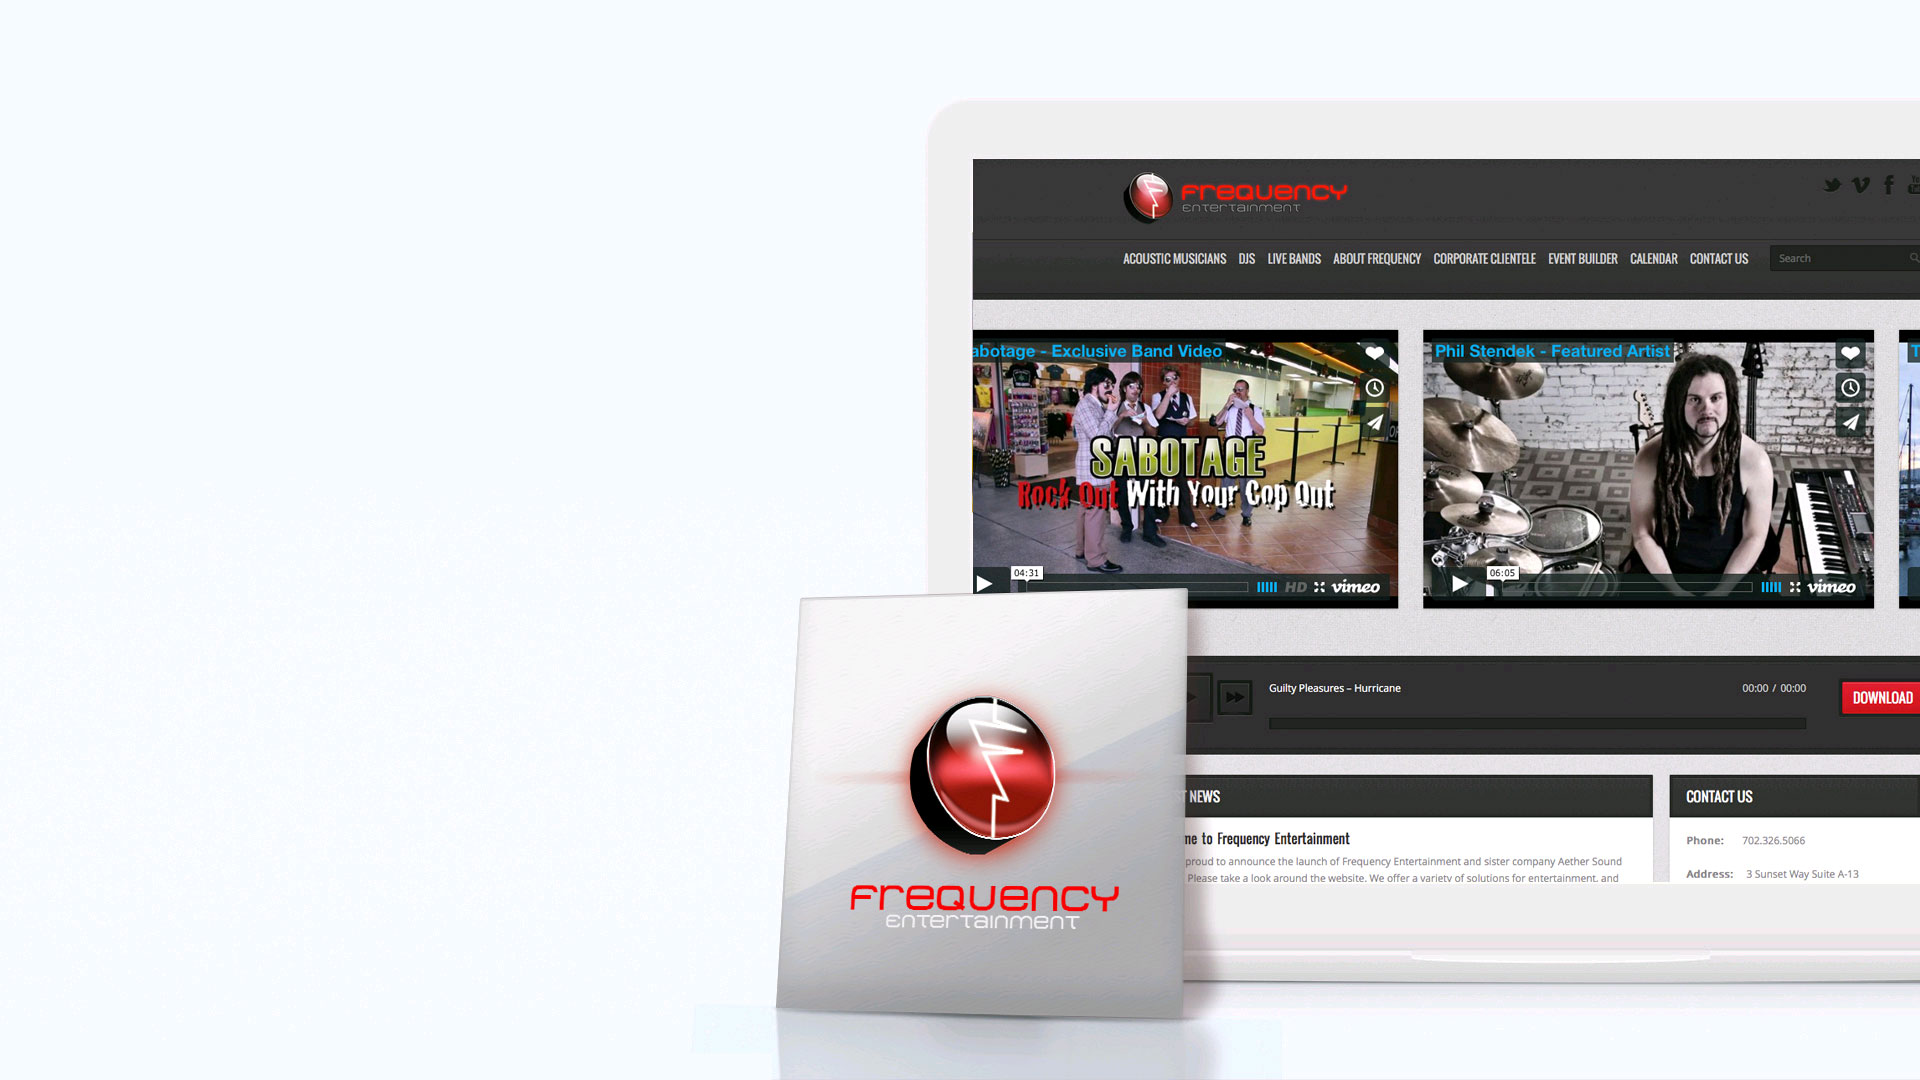 Frequency
Entertainment
ACOUSTIC MUSICIANS DJS LIVE BANDS ABOUT FREQUENCY CORPORATE CLIENTELE EVENT BUILDER CALENDAR CONTACT US
Search
abotage - Exclusive Band Video
SABOTAGE
Rock Out With Your Cop Out
04:31
HD vimeo
Phil Stendek - Featured Artist
06:05
vimeo
Guilty Pleasures – Hurricane
00:00 / 00:00
DOWNLOAD
NEWS
me to Frequency Entertainment
proud to announce the launch of Frequency Entertainment and sister company Aether Sound
Please take a look around the website. We offer a variety of solutions for entertainment, and
CONTACT US
Phone: 702.326.5066
Address: 3 Sunset Way Suite A-13
Frequency
Entertainment